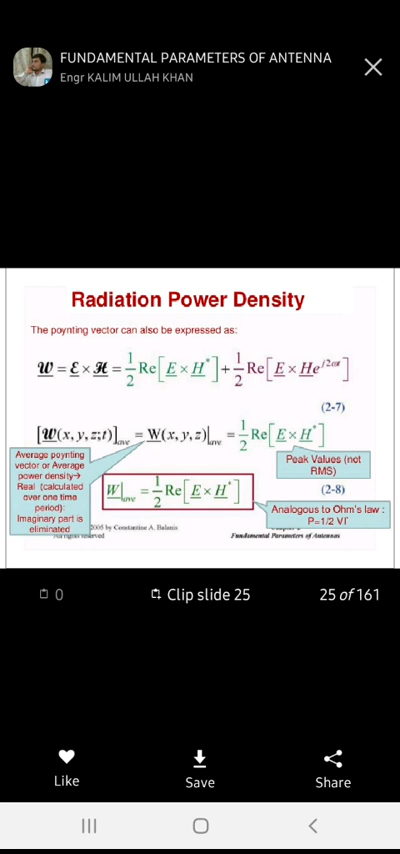 FUNDAMENTAL PARAMETERS OF ANTENNA
Engr KALIM ULLAH KHAN
Radiation Power Density
The poynting vector can also be expressed as:
𝓦 = 𝓔 × 𝓗 = 1/2 Re[E × H*] + 1/2 Re[E × He^j2ωt]
(2-7)
[𝓦(x, y, z; t)]ave = W(x, y, z)|ave = 1/2 Re[E × H*]
Average poynting
vector or Average
power density→
Real (calculated
over one time
period):
Imaginary part is
eliminated
Peak Values (not
RMS)
W|ave = 1/2 Re[E × H*]
(2-8)
Analogous to Ohm's law :
P=1/2 VI*
2005 by Constantine A. Balanis
All rights reserved
Fundamental Parameters of Antennas
0
Clip slide 25
25 of 161
Like
Save
Share